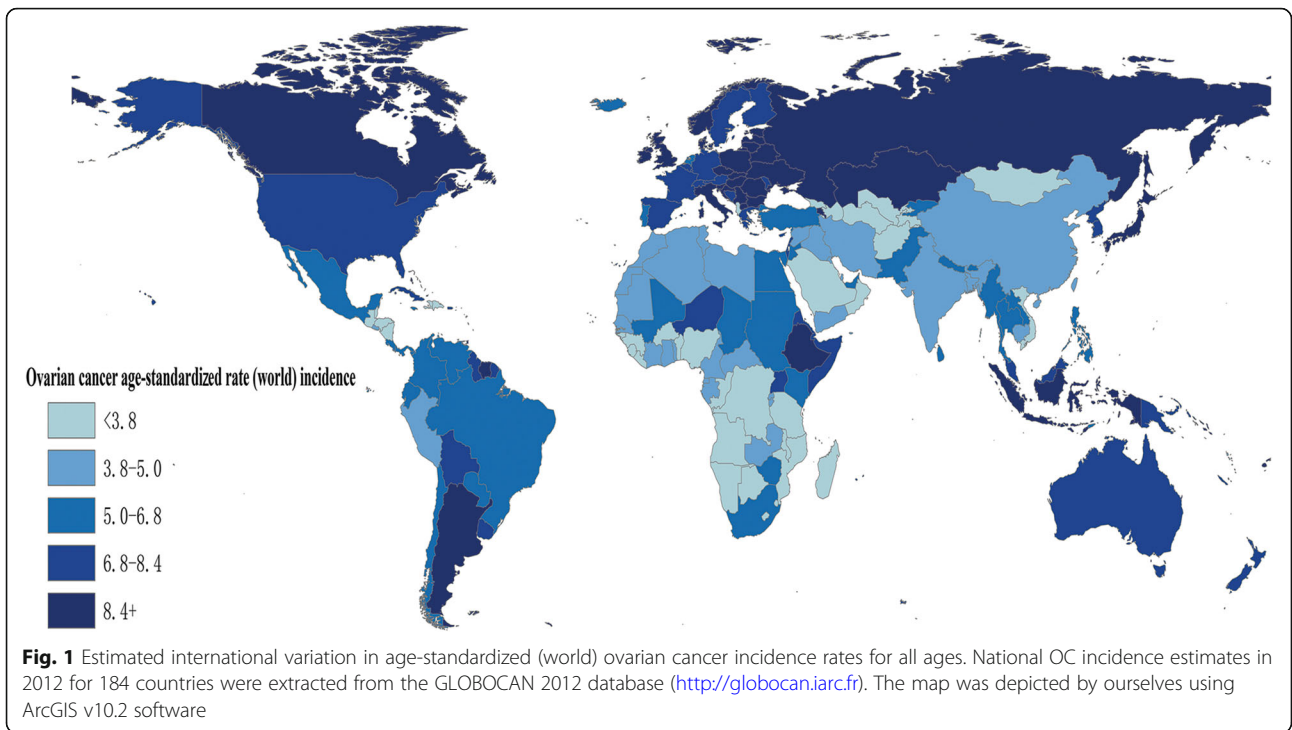 Ovarian cancer age-standardized rate (world) incidence
<3.8
3.8-5.0
5.0-6.8
6.8-8.4
8.4+
Fig. 1 Estimated international variation in age-standardized (world) ovarian cancer incidence rates for all ages. National OC incidence estimates in
2012 for 184 countries were extracted from the GLOBOCAN 2012 database (http://globocan.iarc.fr). The map was depicted by ourselves using
ArcGIS v10.2 software